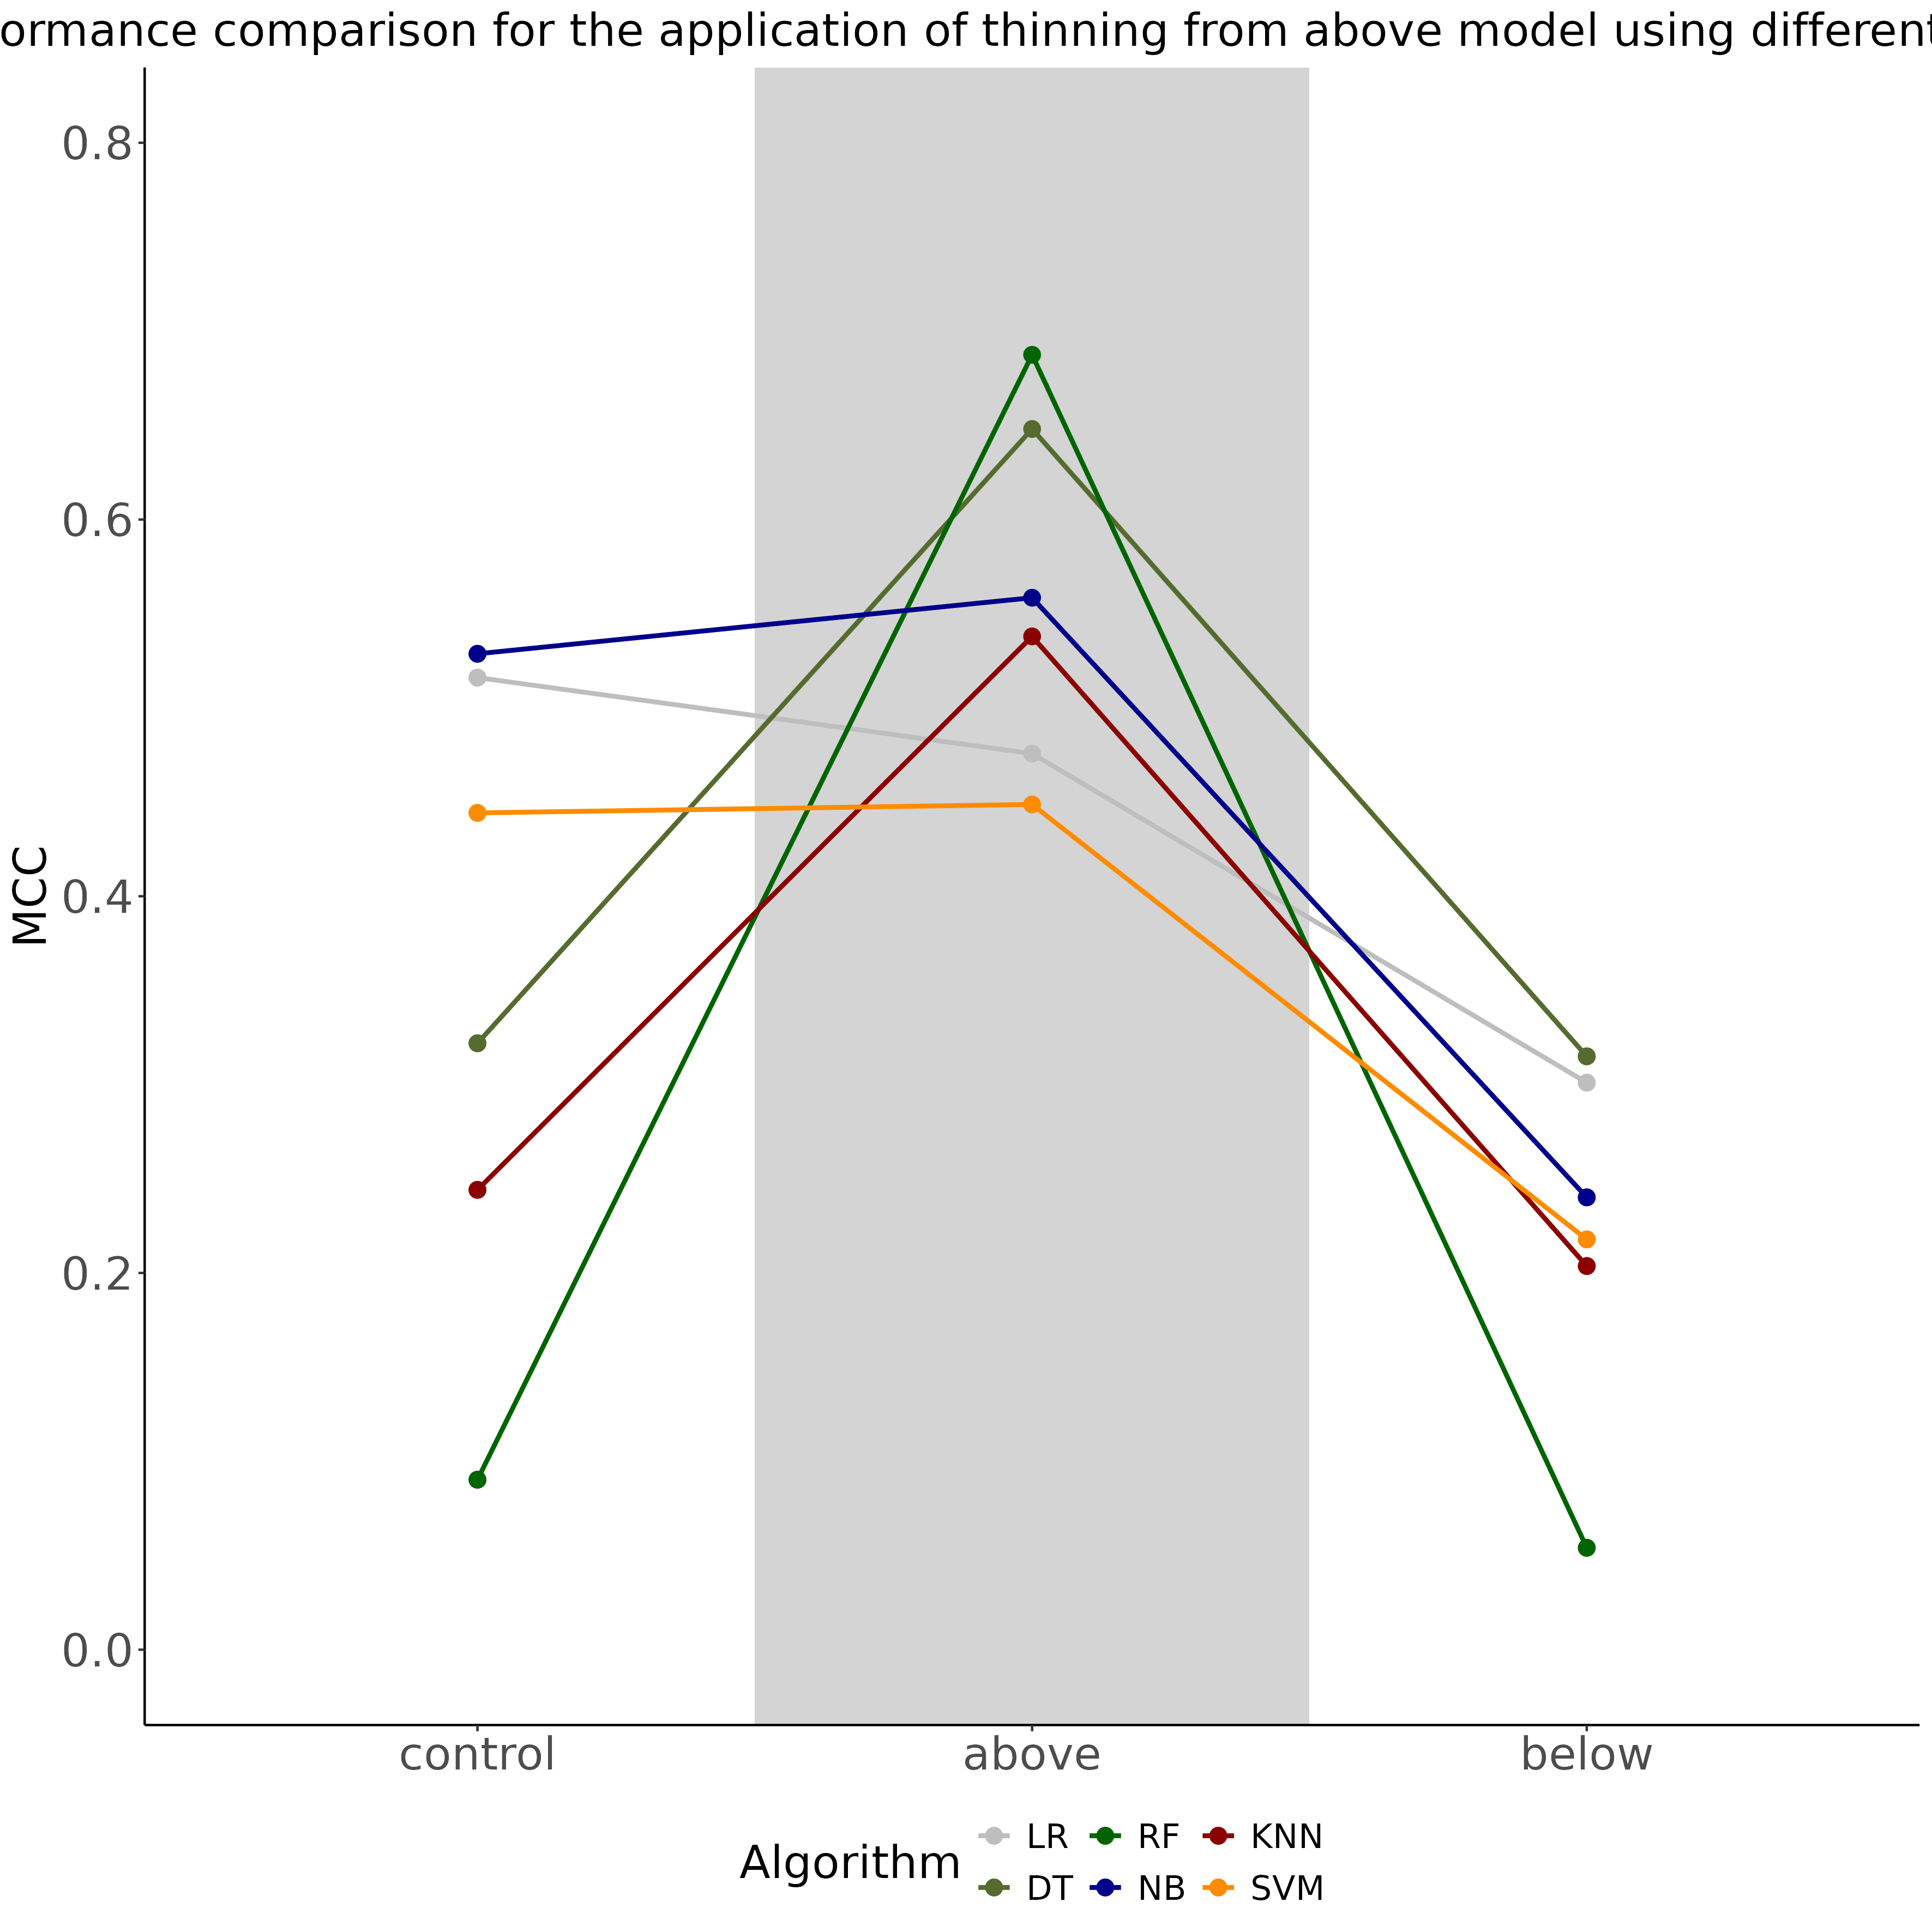 ormance comparison for the application of thinning from above model using different
0.8
0.6
0.4
0.2
0.0
MCC
control above below
Algorithm
LR RF KNN
DT NB SVM